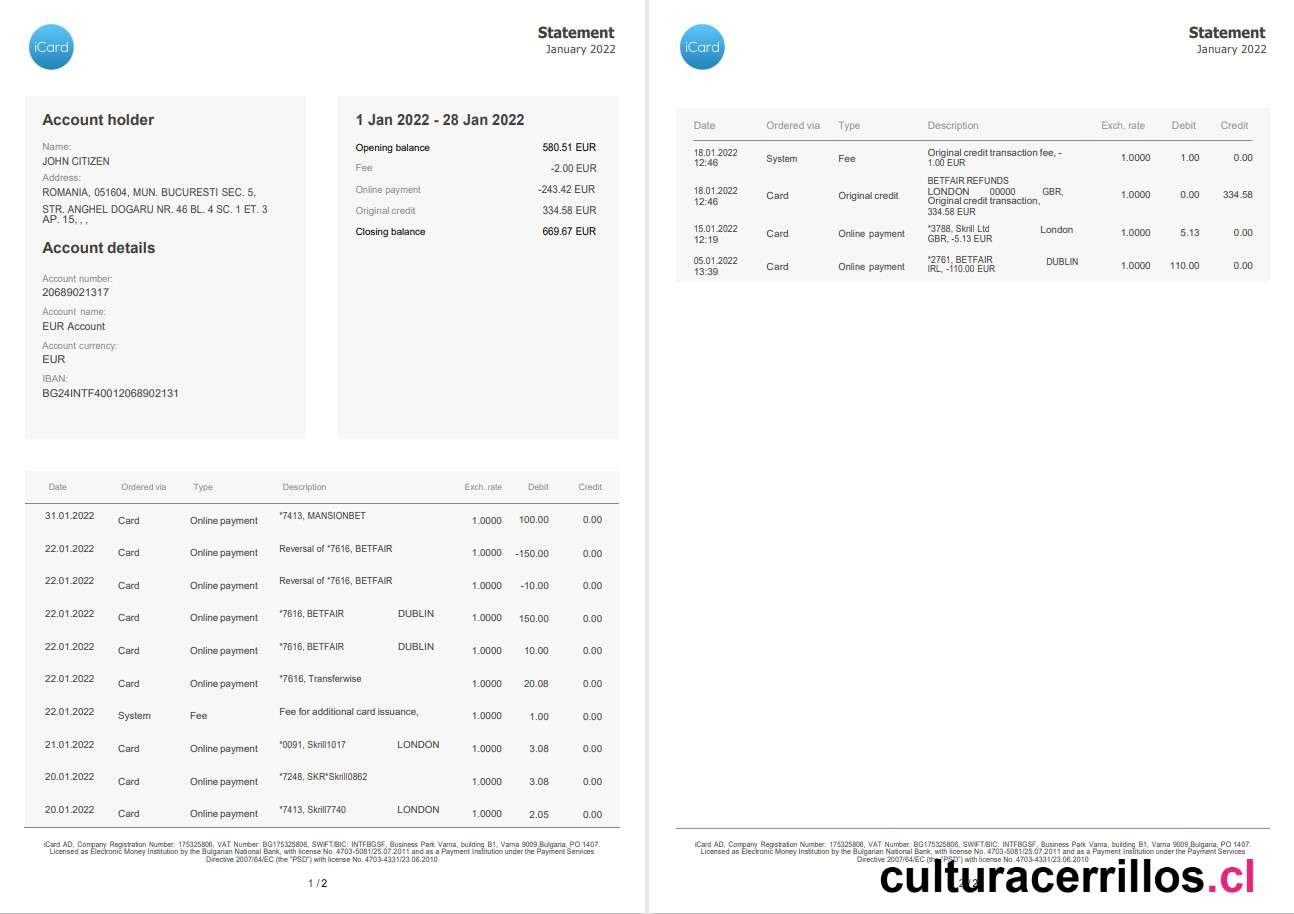 iCard
Statement
January 2022
Account holder
Name:
JOHN CITIZEN
Address:
ROMANIA, 051604, MUN. BUCURESTI SEC. 5,
STR. ANGHEL DOGARU NR. 46 BL. 4 SC. 1 ET. 3
AP. 15, , ,
Account details
Account number:
20689021317
Account name:
EUR Account
Account currency:
EUR
IBAN:
BG24INTF40012068902131
1 Jan 2022 - 28 Jan 2022
Opening balance 580.51 EUR
Fee -2.00 EUR
Online payment -243.42 EUR
Original credit 334.58 EUR
Closing balance 669.67 EUR
Date Ordered via Type Description Exch. rate Debit Credit
31.01.2022 Card Online payment *7413, MANSIONBET 1.0000 100.00 0.00
22.01.2022 Card Online payment Reversal of *7616, BETFAIR 1.0000 -150.00 0.00
22.01.2022 Card Online payment Reversal of *7616, BETFAIR 1.0000 -10.00 0.00
22.01.2022 Card Online payment *7616, BETFAIR DUBLIN 1.0000 150.00 0.00
22.01.2022 Card Online payment *7616, BETFAIR DUBLIN 1.0000 10.00 0.00
22.01.2022 Card Online payment *7616, Transferwise 1.0000 20.08 0.00
22.01.2022 System Fee Fee for additional card issuance, 1.0000 1.00 0.00
21.01.2022 Card Online payment *0091, Skrill1017 LONDON 1.0000 3.08 0.00
20.01.2022 Card Online payment *7248, SKR*Skrill0862 1.0000 3.08 0.00
20.01.2022 Card Online payment *7413, Skrill7740 LONDON 1.0000 2.05 0.00
iCard AD, Company Registration Number: 175325806, VAT Number: BG175325806, SWIFT/BIC: INTFBGSF, Business Park Varna, building B1, Varna 9009,Bulgaria, PO 1407.
Licensed as Electronic Money Institution by the Bulgarian National Bank, with license No. 4703-5081/25.07.2011 and as a Payment Institution under the Payment Services
Directive 2007/64/EC (the "PSD") with license No. 4703-4331/23.06.2010
1 / 2
iCard
Statement
January 2022
Date Ordered via Type Description Exch. rate Debit Credit
18.01.2022
12:46
System Fee
Original credit transaction fee, -
1.00 EUR
1.0000 1.00 0.00
18.01.2022
12:46
Card Original credit
BETFAIR REFUNDS
LONDON 00000 GBR,
Original credit transaction,
334.58 EUR
1.0000 0.00 334.58
15.01.2022
12:19
Card Online payment
*3788, Skrill Ltd London
GBR, -5.13 EUR
1.0000 5.13 0.00
05.01.2022
13:39
Card Online payment
*2761, BETFAIR DUBLIN
IRL, -110.00 EUR
1.0000 110.00 0.00
iCard AD, Company Registration Number: 175325806, VAT Number: BG175325806, SWIFT/BIC: INTFBGSF, Business Park Varna, building B1, Varna 9009,Bulgaria, PO 1407.
Licensed as Electronic Money Institution by the Bulgarian National Bank, with license No. 4703-5081/25.07.2011 and as a Payment Institution under the Payment Services
Directive 2007/64/EC (the "PSD") with license No. 4703-4331/23.06.2010
2 / 2
culturacerrillos.cl